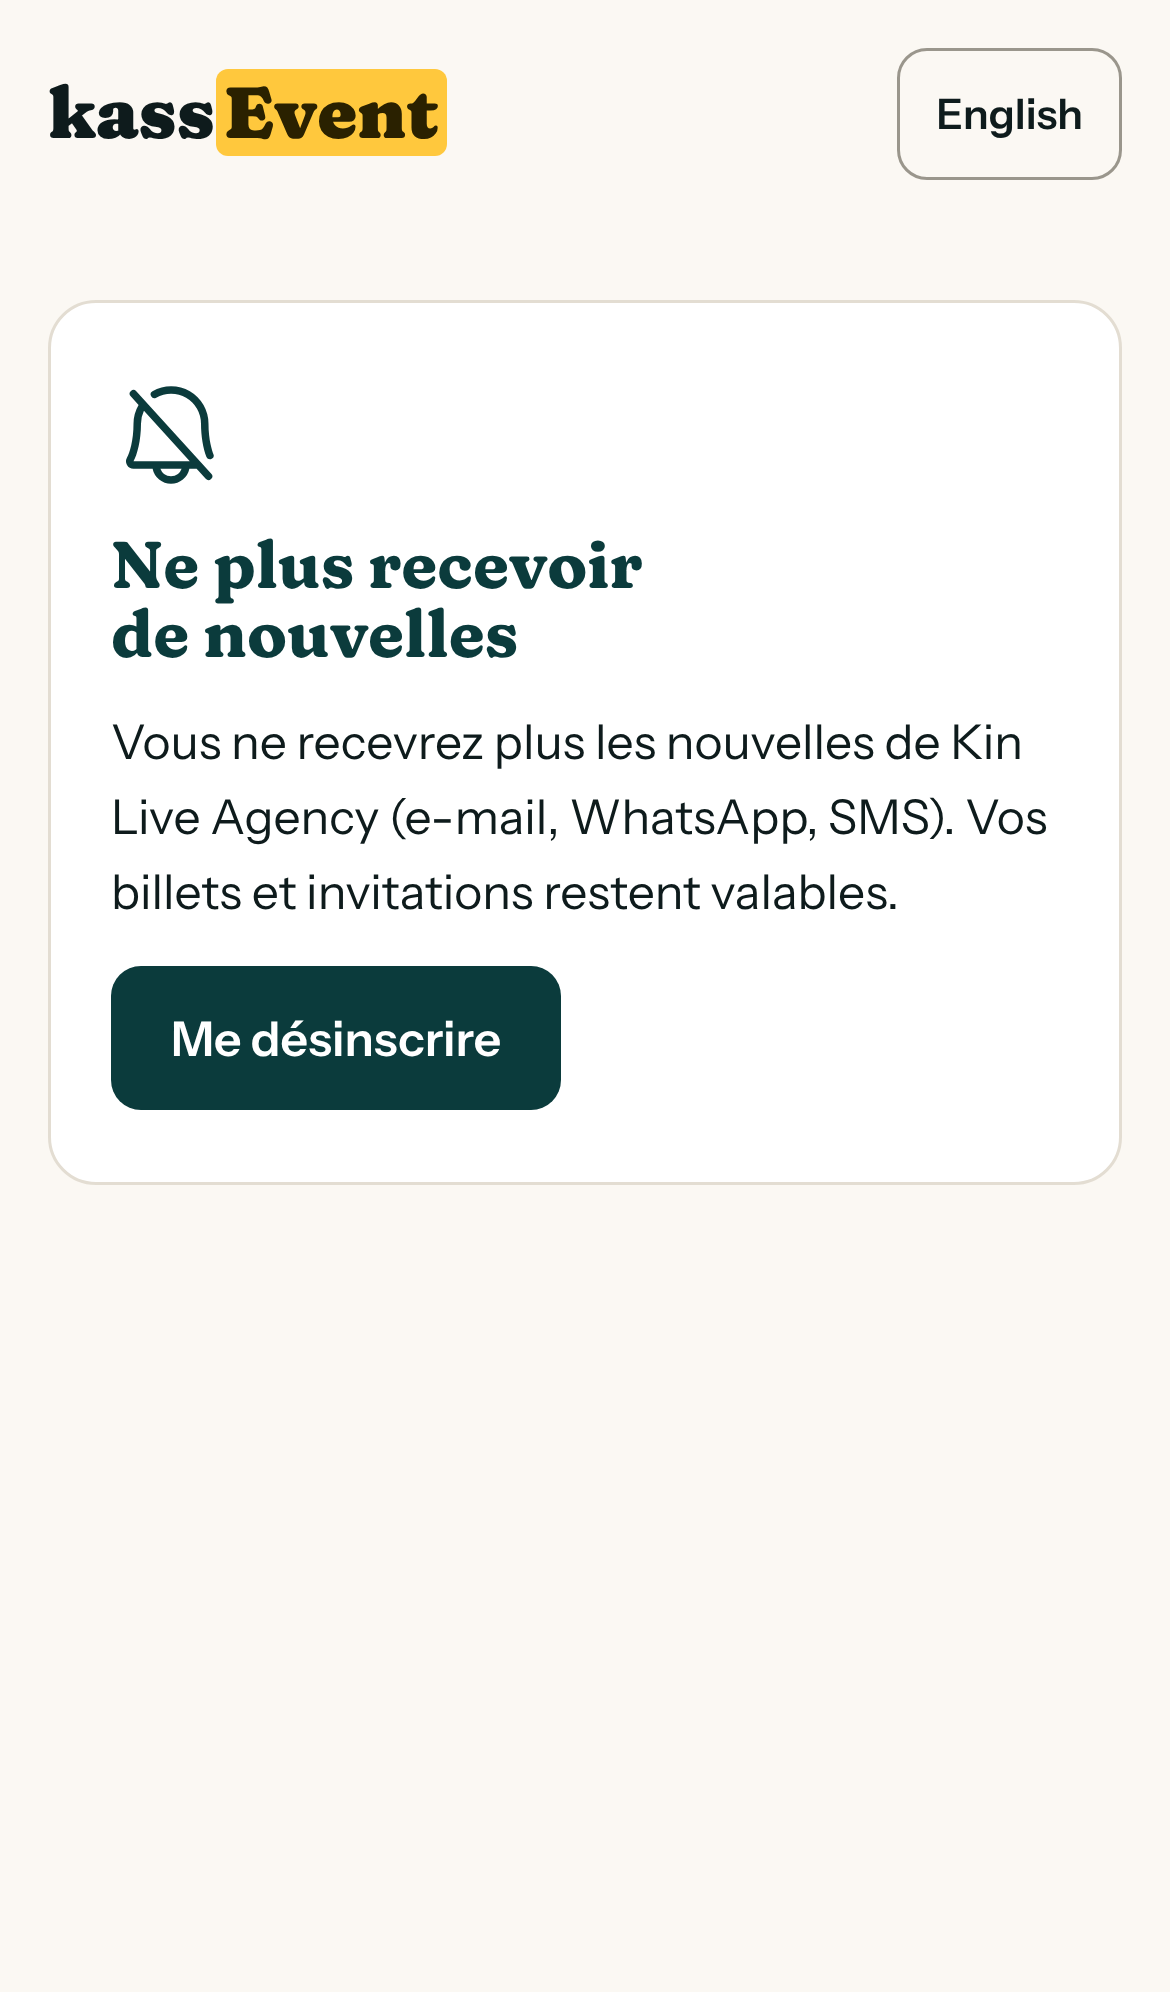 kassEvent
English
Ne plus recevoir
de nouvelles
Vous ne recevrez plus les nouvelles de Kin
Live Agency (e-mail, WhatsApp, SMS). Vos
billets et invitations restent valables.
Me désinscrire